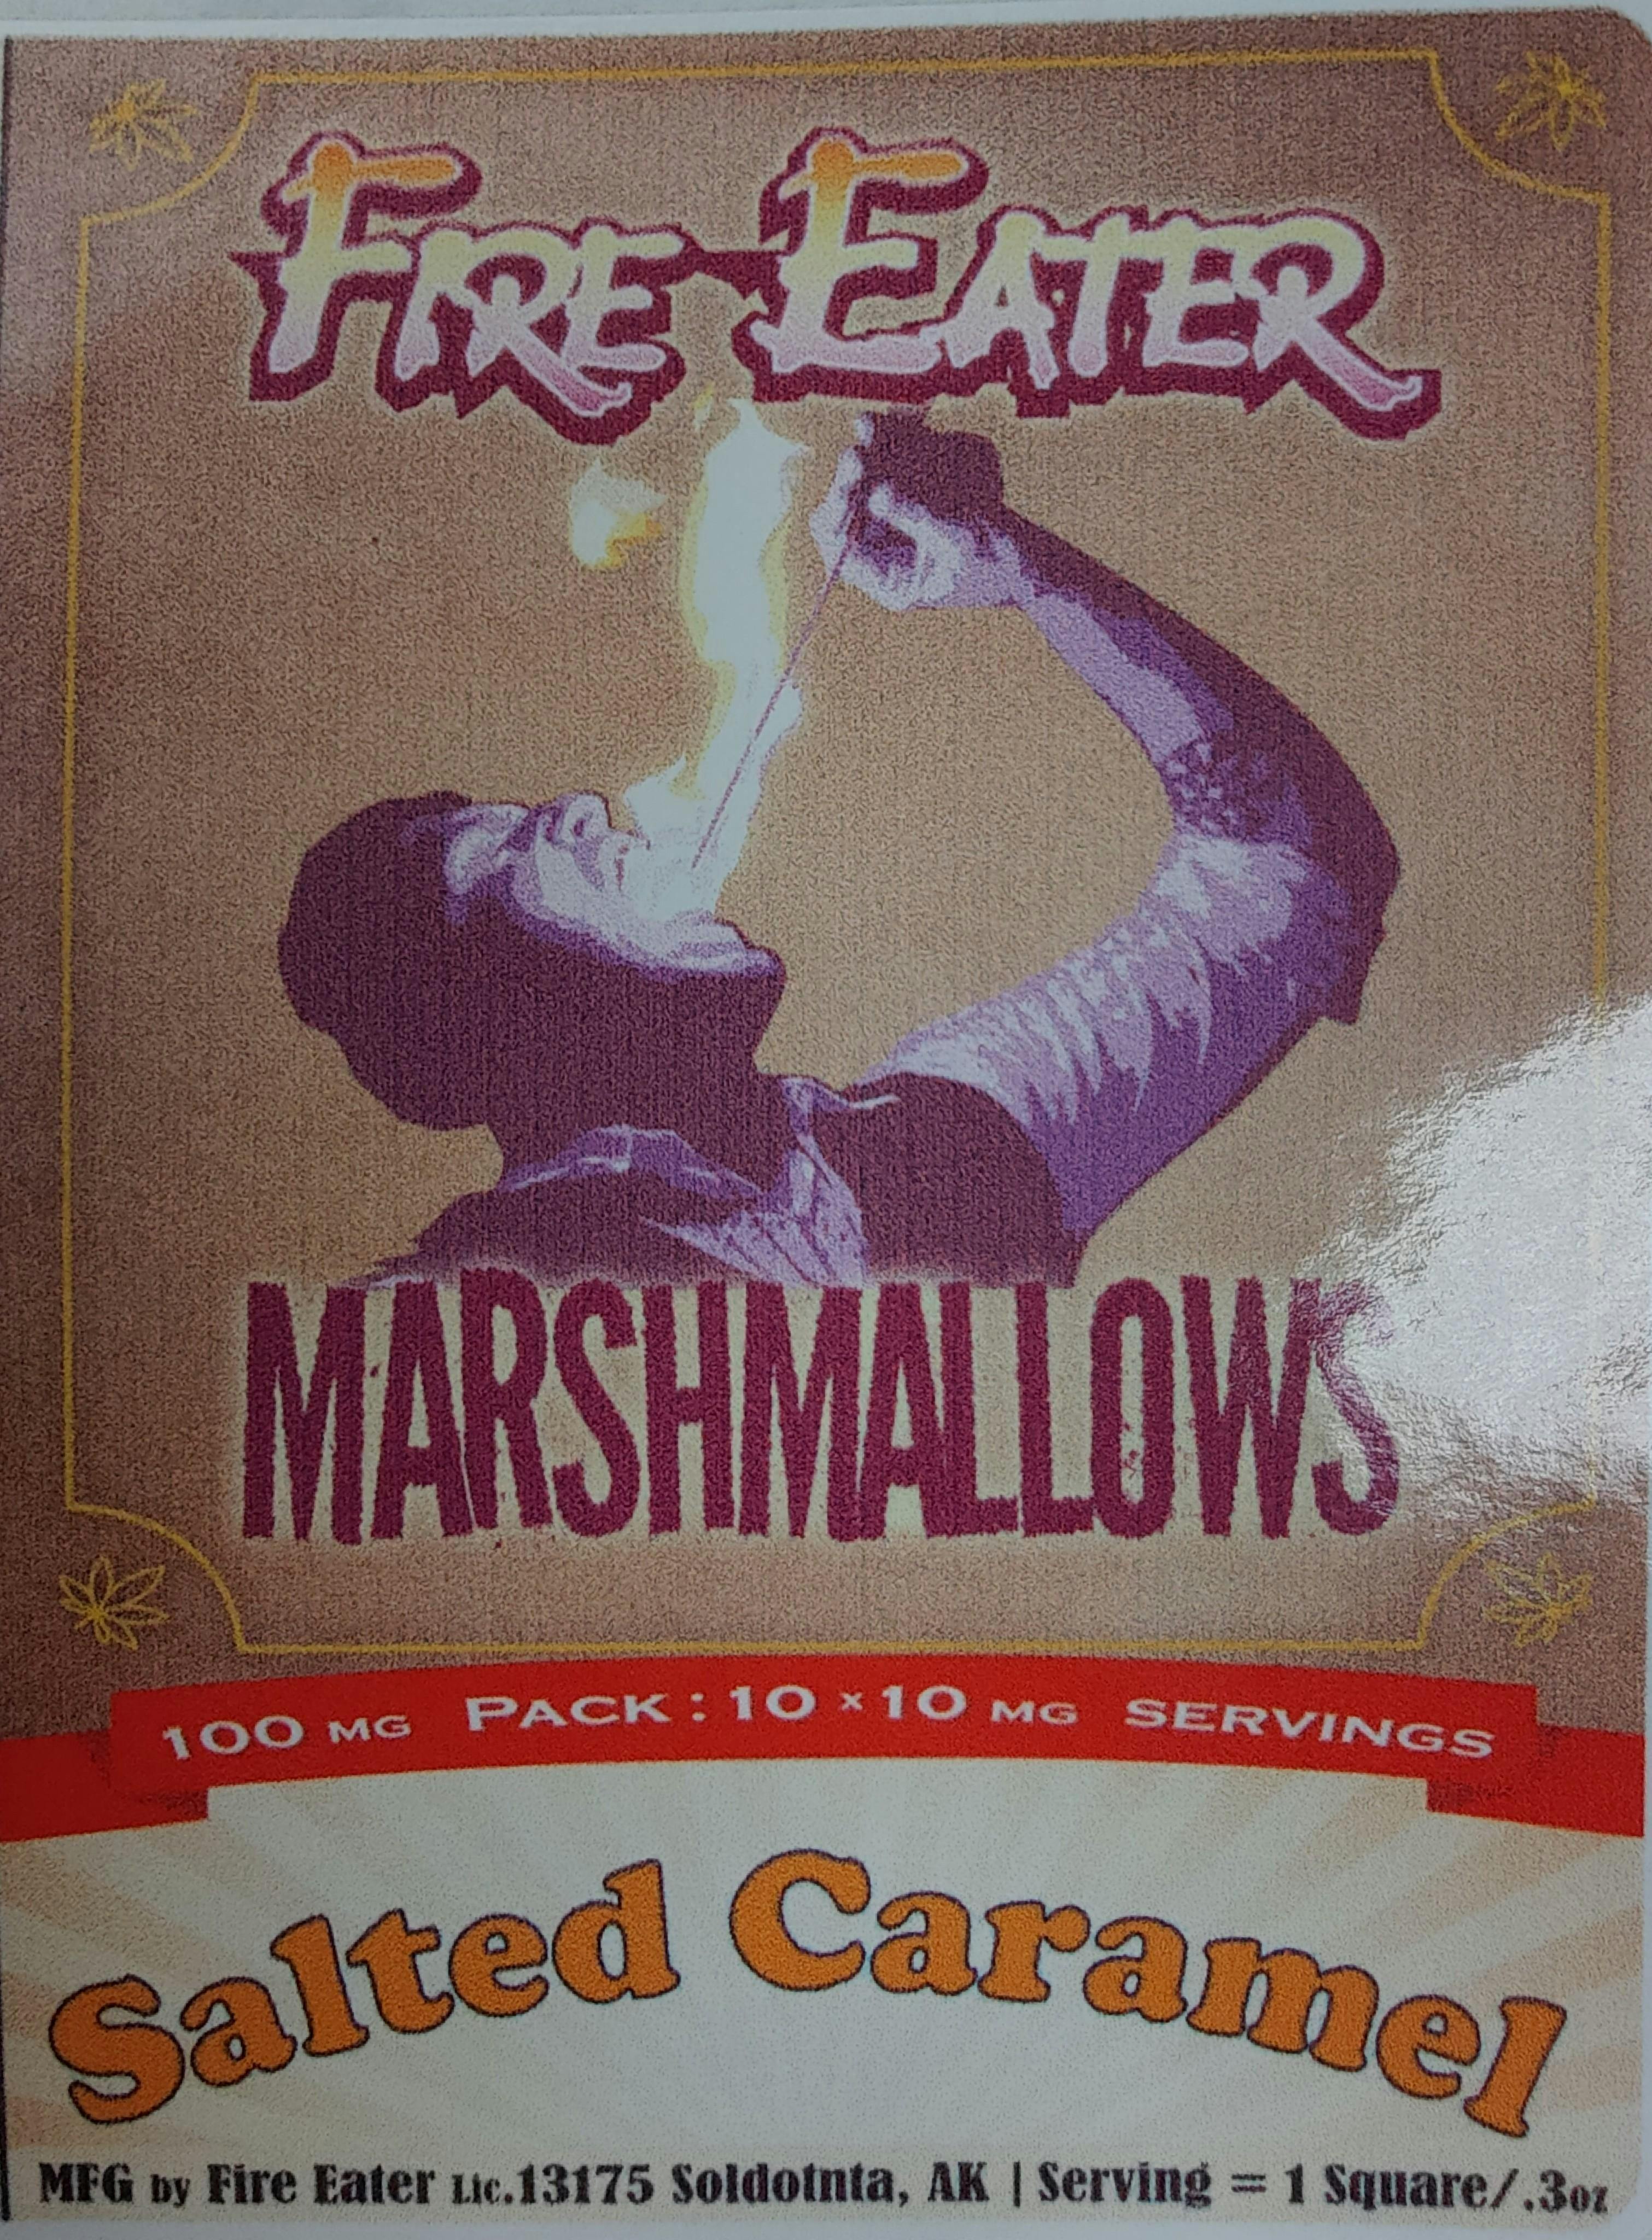 FIRE EATER
MARSHMALLOWS
100 MG PACK: 10 x 10 MG SERVINGS
Salted Caramel
MFG by Fire Eater Lic.13175 Soldotnta, AK | Serving = 1 Square/.3oz